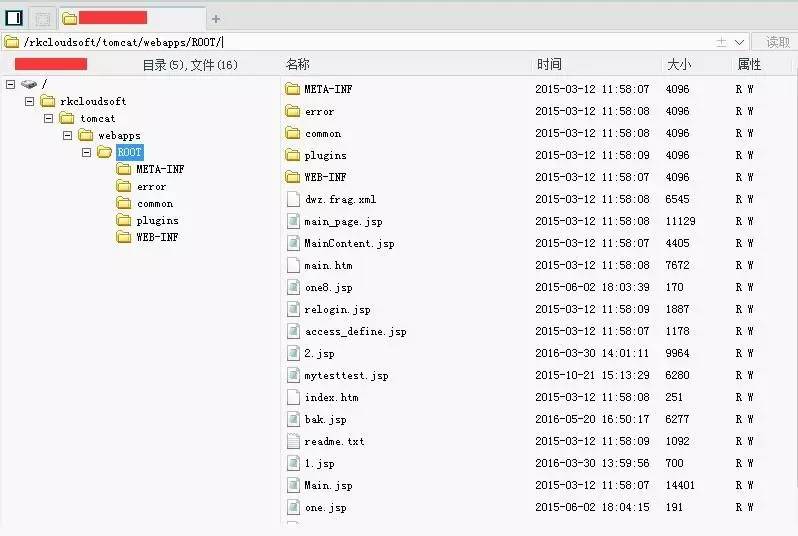 /rkcloudsoft/tomcat/webapps/ROOT/ 读取
目录(5),文件(16) 名称 时间 大小 属性
/
rkcloudsoft
tomcat
webapps
ROOT
META-INF
error
common
plugins
WEB-INF
META-INF 2015-03-12 11:58:07 4096 R W
error 2015-03-12 11:58:08 4096 R W
common 2015-03-12 11:58:08 4096 R W
plugins 2015-03-12 11:58:09 4096 R W
WEB-INF 2015-03-12 11:58:07 4096 R W
dwz.frag.xml 2015-03-12 11:58:08 6545 R W
main_page.jsp 2015-03-12 11:58:08 11129 R W
MainContent.jsp 2015-03-12 11:58:07 4405 R W
main.htm 2015-03-12 11:58:08 7672 R W
one8.jsp 2015-06-02 18:03:39 170 R W
relogin.jsp 2015-03-12 11:58:09 1887 R W
access_define.jsp 2015-03-12 11:58:07 1178 R W
2.jsp 2016-03-30 14:01:11 9964 R W
mytesttest.jsp 2015-10-21 15:13:29 6280 R W
index.htm 2015-03-12 11:58:08 251 R W
bak.jsp 2016-05-20 16:50:17 6277 R W
readme.txt 2015-03-12 11:58:09 1092 R W
1.jsp 2016-03-30 13:59:56 700 R W
Main.jsp 2015-03-12 11:58:07 14401 R W
one.jsp 2015-06-02 18:04:15 191 R W